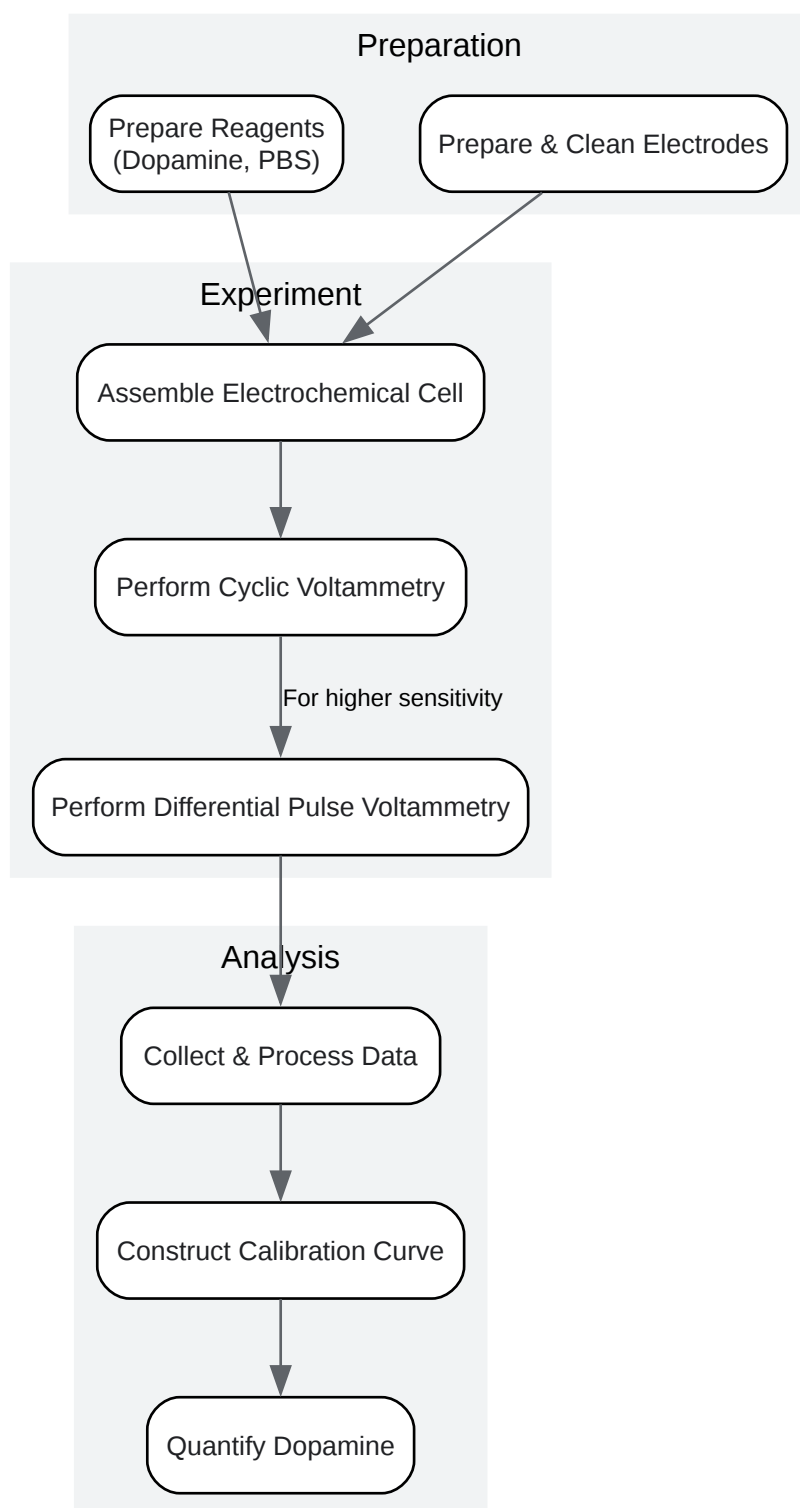 Preparation
Prepare Reagents
(Dopamine, PBS)
Prepare & Clean Electrodes
Experiment
Assemble Electrochemical Cell
Perform Cyclic Voltammetry
For higher sensitivity
Perform Differential Pulse Voltammetry
Analysis
Collect & Process Data
Construct Calibration Curve
Quantify Dopamine